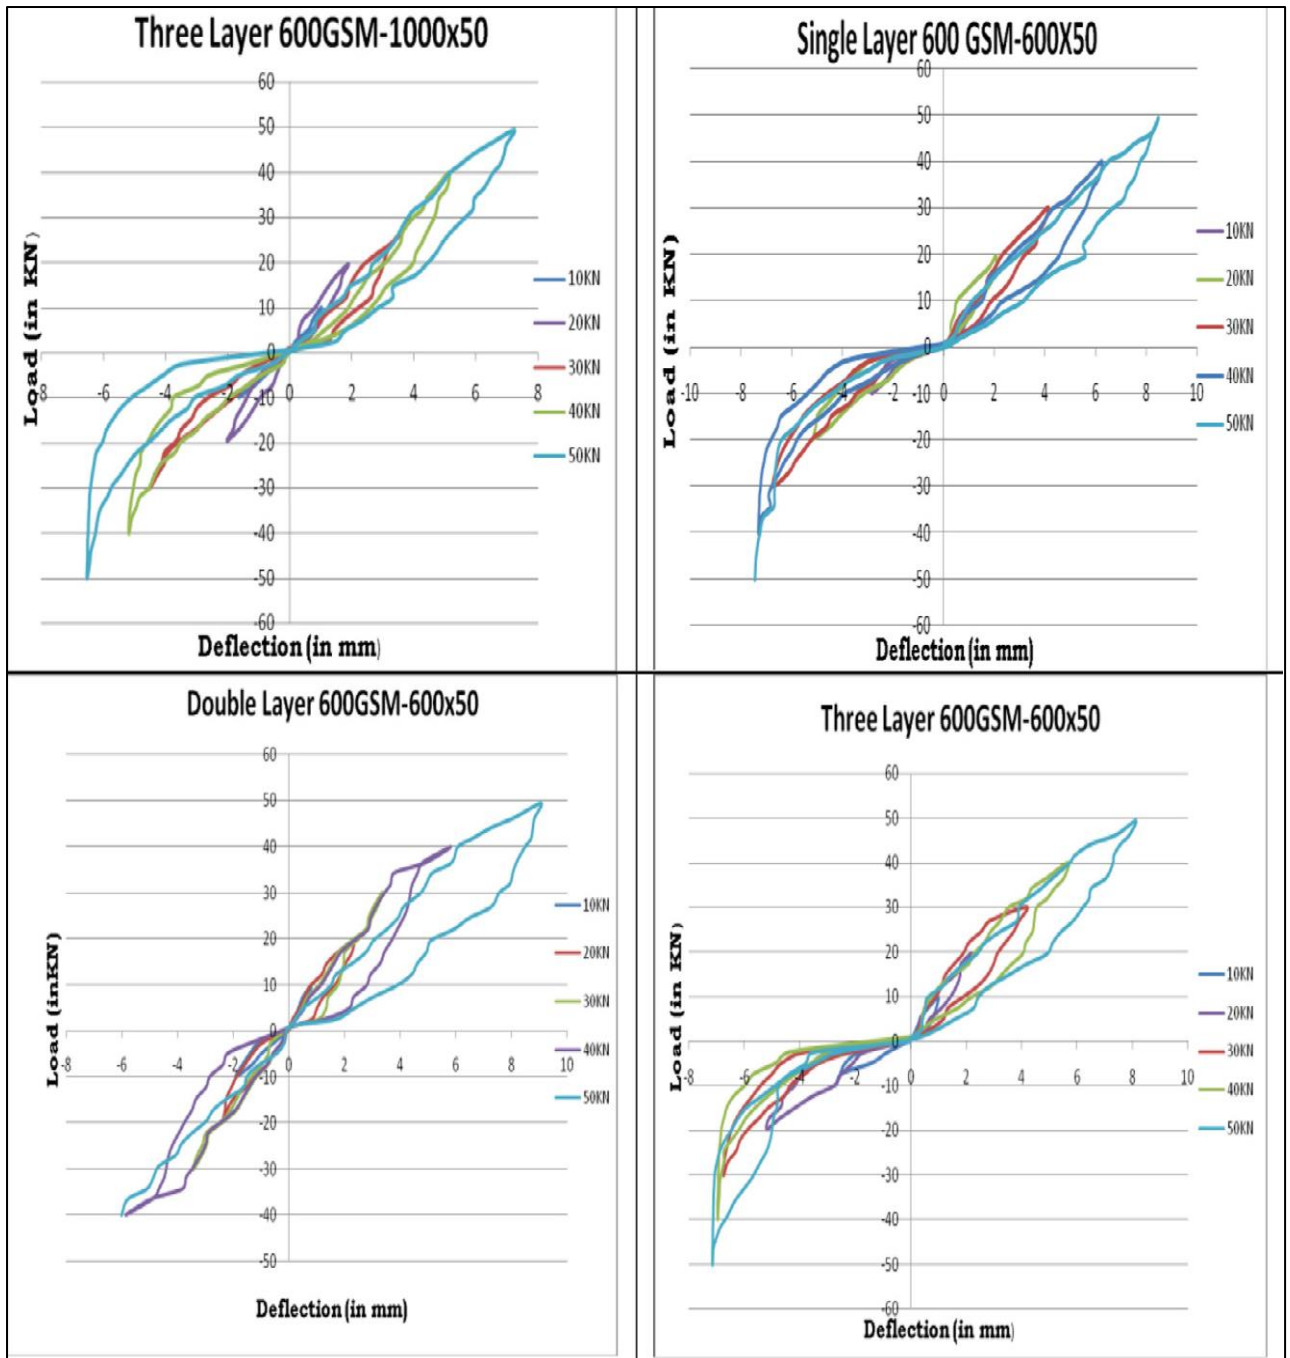 Three Layer 600GSM-1000x50
60
50
40
30
20
10
0
-10
-20
-30
-40
-50
-60
-8 -6 -4 -2 0 2 4 6 8
Load (in KN)
Deflection (in mm)
10KN
20KN
30KN
40KN
50KN
Single Layer 600 GSM-600X50
60
50
40
30
20
10
0
-10
-20
-30
-40
-50
-60
-10 -8 -6 -4 -2 0 2 4 6 8 10
Load (in KN)
Deflection (in mm)
10KN
20KN
30KN
40KN
50KN
Double Layer 600GSM-600x50
60
50
40
30
20
10
0
-10
-20
-30
-40
-50
-8 -6 -4 -2 0 2 4 6 8 10
Load (inKN)
Deflection (in mm)
10KN
20KN
30KN
40KN
50KN
Three Layer 600GSM-600x50
60
50
40
30
20
10
0
-10
-20
-30
-40
-50
-60
-8 -6 -4 -2 0 2 4 6 8 10
Load (in KN)
Deflection (in mm)
10KN
20KN
30KN
40KN
50KN